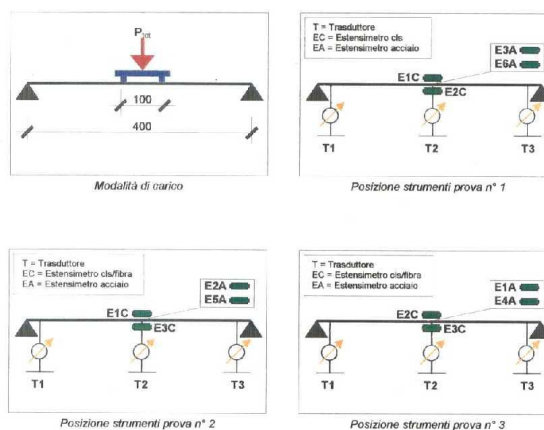 Ptot
100
400
Modalità di carico
T = Trasduttore
EC = Estensimetro cls
EA = Estensimetro acciaio
E3A
E6A
E1C
E2C
T1 T2 T3
Posizione strumenti prova n° 1
T = Trasduttore
EC = Estensimetro cls/fibra
EA = Estensimetro acciaio
E2A
E5A
E1C
E3C
T1 T2 T3
Posizione strumenti prova n° 2
T = Trasduttore
EC = Estensimetro cls/fibra
EA = Estensimetro acciaio
E1A
E4A
E2C
E3C
T1 T2 T3
Posizione strumenti prova n° 3